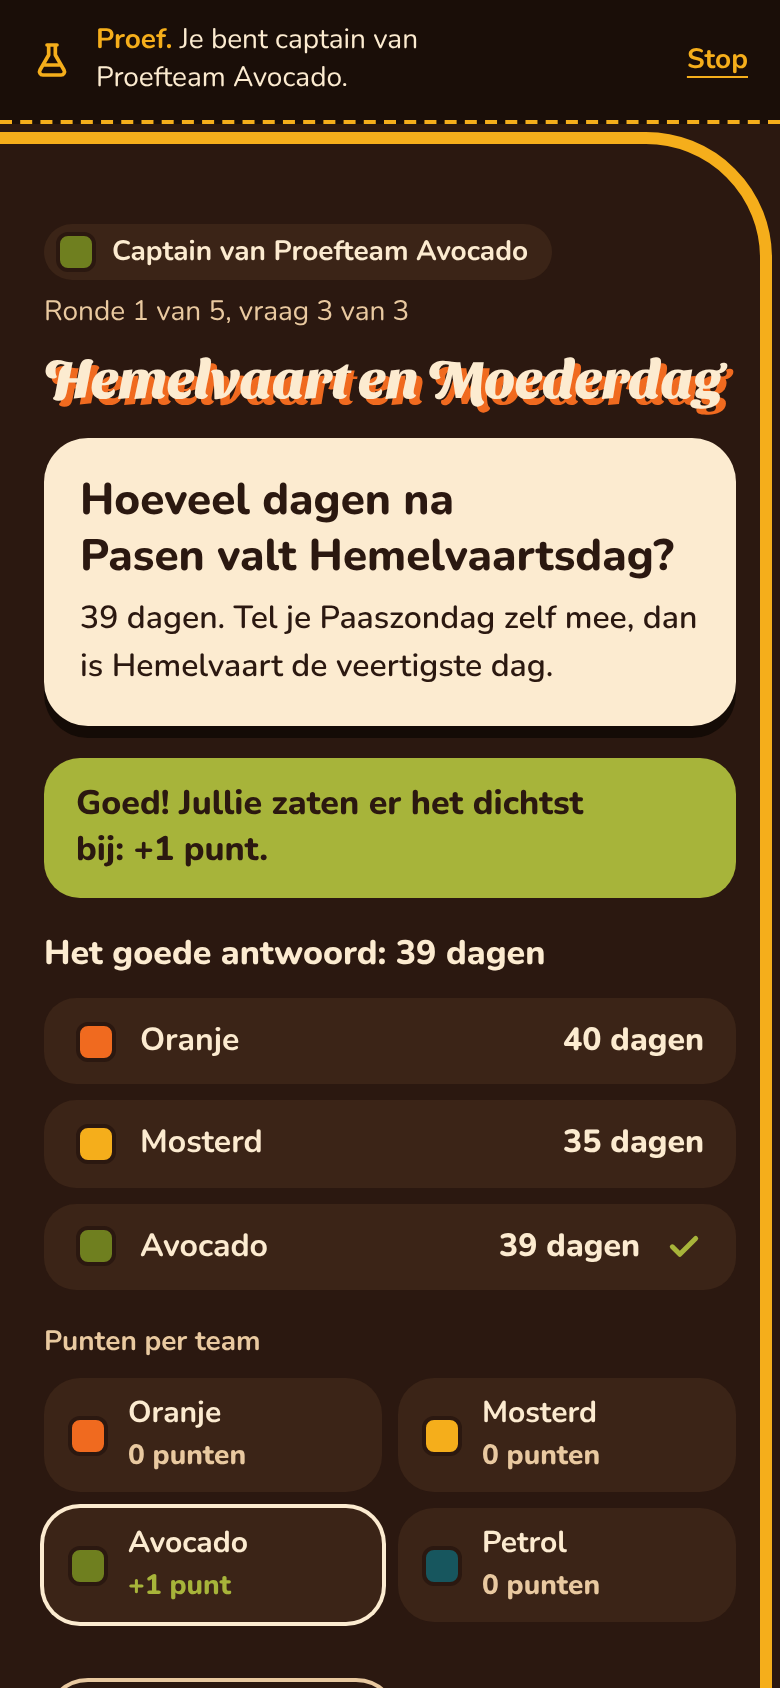 Proef. Je bent captain van
Proefteam Avocado.
Stop
Captain van Proefteam Avocado
Ronde 1 van 5, vraag 3 van 3
Hemelvaart en Moederdag
Hoeveel dagen na
Pasen valt Hemelvaartsdag?
39 dagen. Tel je Paaszondag zelf mee, dan
is Hemelvaart de veertigste dag.
Goed! Jullie zaten er het dichtst
bij: +1 punt.
Het goede antwoord: 39 dagen
Oranje 40 dagen
Mosterd 35 dagen
Avocado 39 dagen
Punten per team
Oranje
0 punten
Mosterd
0 punten
Avocado
+1 punt
Petrol
0 punten